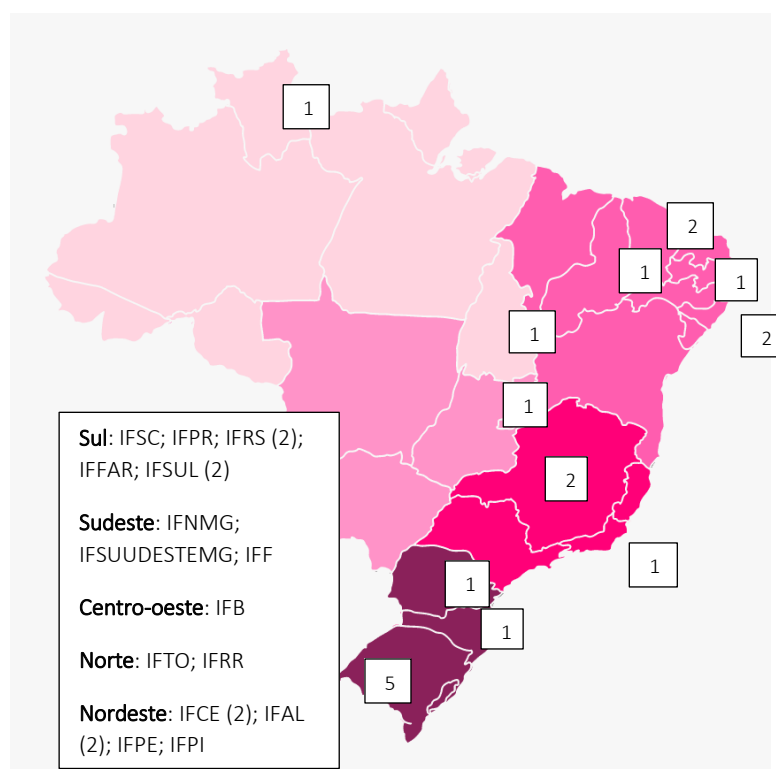 1
2
1
1
1
2
1
2
1
1
1
5
Sul: IFSC; IFPR; IFRS (2);
IFFAR; IFSUL (2)
Sudeste: IFNMG;
IFSUUDESTEMG; IFF
Centro-oeste: IFB
Norte: IFTO; IFRR
Nordeste: IFCE (2); IFAL
(2); IFPE; IFPI